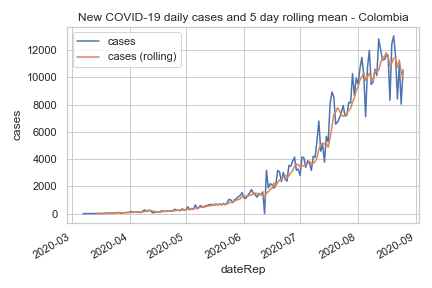 New COVID-19 daily cases and 5 day rolling mean - Colombia
cases
cases (rolling)
12000
10000
8000
6000
4000
2000
0
cases
2020-03
2020-04
2020-05
2020-06
2020-07
2020-08
2020-09
dateRep